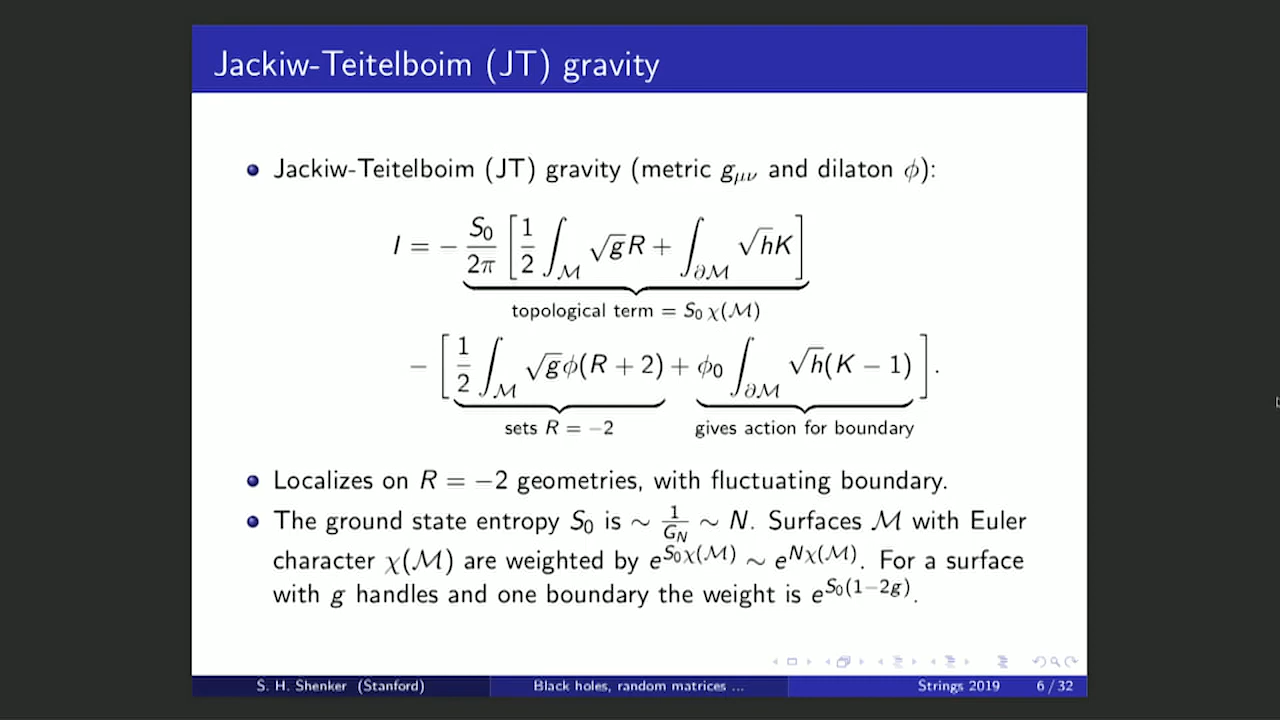 Jackiw-Teitelboim (JT) gravity
Jackiw-Teitelboim (JT) gravity (metric g_{μν} and dilaton ϕ):
I = − S₀/2π [1/2 ∫_ℳ √g R + ∫_{∂ℳ} √h K]
topological term = S₀ χ(ℳ)
− [1/2 ∫_ℳ √g ϕ(R + 2) + ϕ₀ ∫_{∂ℳ} √h (K − 1)].
sets R = −2 gives action for boundary
Localizes on R = −2 geometries, with fluctuating boundary.
The ground state entropy S₀ is ∼ 1/G_N ∼ N. Surfaces ℳ with Euler
character χ(ℳ) are weighted by e^{S₀χ(ℳ)} ∼ e^{Nχ(ℳ)}. For a surface
with g handles and one boundary the weight is e^{S₀(1−2g)}.
S. H. Shenker (Stanford) Black holes, random matrices ... Strings 2019 6 / 32